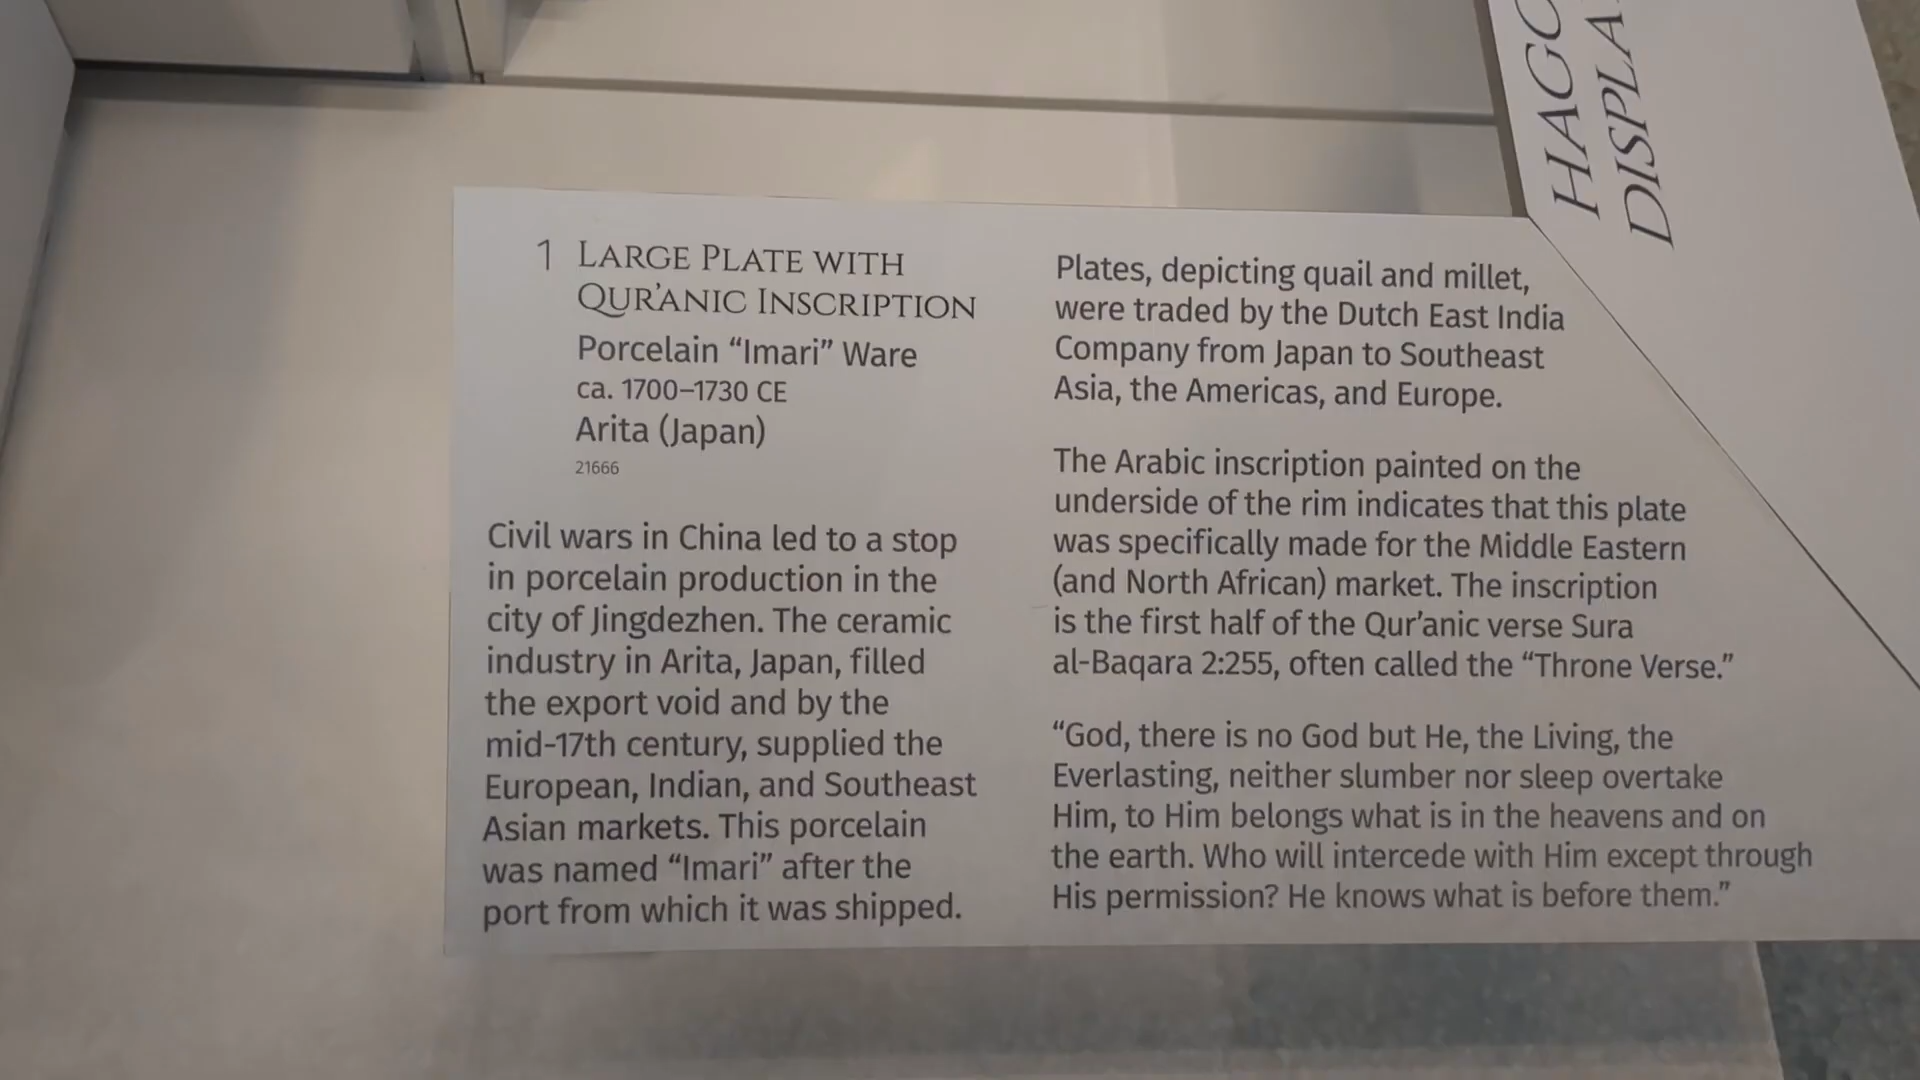 1 LARGE PLATE WITH
QUR'ANIC INSCRIPTION
Porcelain “Imari” Ware
ca. 1700–1730 CE
Arita (Japan)
21666
Civil wars in China led to a stop
in porcelain production in the
city of Jingdezhen. The ceramic
industry in Arita, Japan, filled
the export void and by the
mid-17th century, supplied the
European, Indian, and Southeast
Asian markets. This porcelain
was named “Imari” after the
port from which it was shipped.
Plates, depicting quail and millet,
were traded by the Dutch East India
Company from Japan to Southeast
Asia, the Americas, and Europe.
The Arabic inscription painted on the
underside of the rim indicates that this plate
was specifically made for the Middle Eastern
(and North African) market. The inscription
is the first half of the Qur’anic verse Sura
al-Baqara 2:255, often called the “Throne Verse.”
“God, there is no God but He, the Living, the
Everlasting, neither slumber nor sleep overtake
Him, to Him belongs what is in the heavens and on
the earth. Who will intercede with Him except through
His permission? He knows what is before them.”